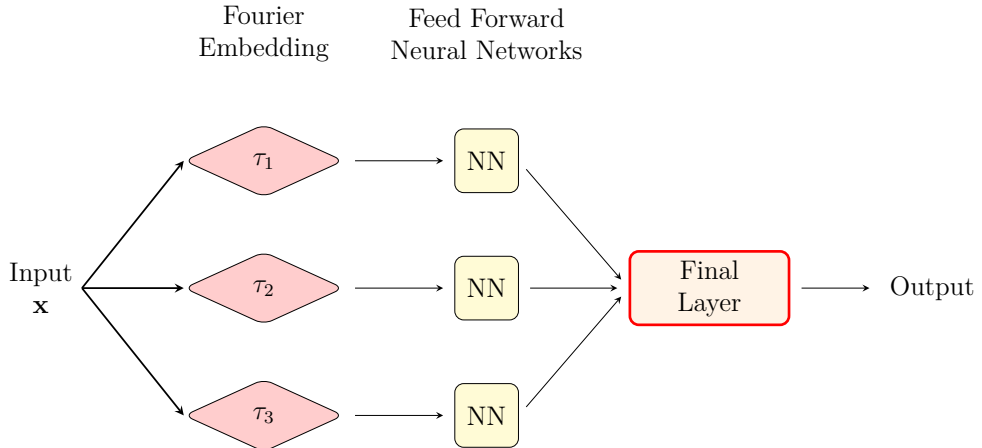 Fourier
Embedding
Feed Forward
Neural Networks
τ₁
NN
Input
x
τ₂
NN
Final
Layer
Output
τ₃
NN